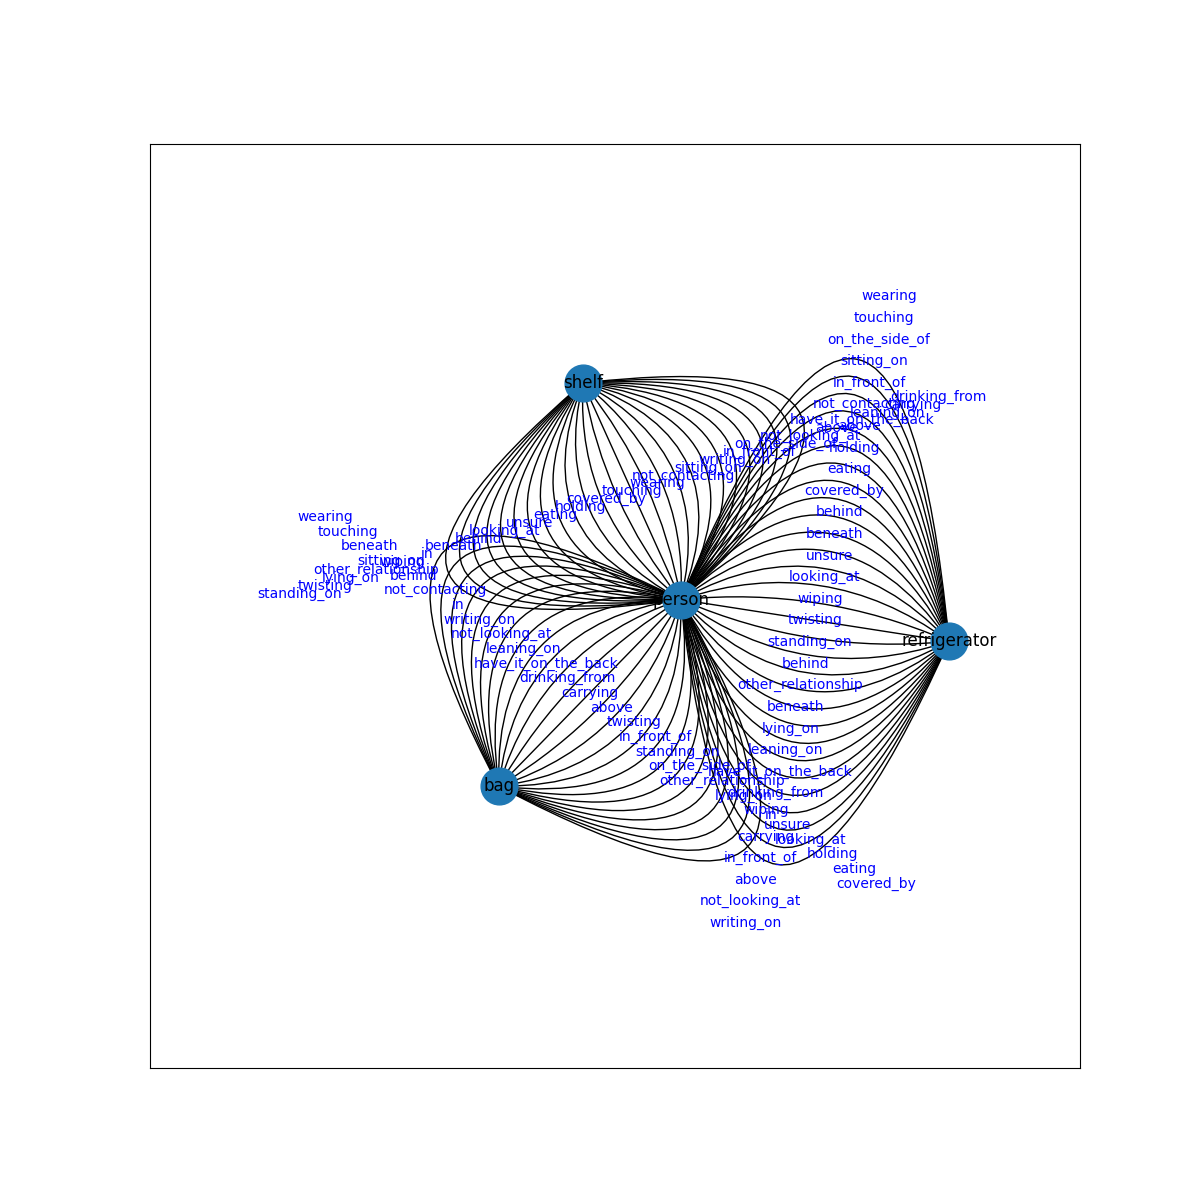 wearing
touching
on_the_side_of
sitting_on
in_front_of
drinking_from
not_contacting
carrying
leaning_on
have_it_on_the_back
above
above
not_looking_at
on_the_side_of
holding
in_front_of
writing_on
sitting_on
eating
not_contacting
wearing
covered_by
touching
covered_by
holding
behind
eating
unsure
looking_at
beneath
behind
beneath
unsure
in
shelf
wearing
touching
beneath
sitting_on
wiping
other_relationship
behind
lying_on
twisting
not_contacting
standing_on
looking_at
wiping
person
in
writing_on
twisting
not_looking_at
standing_on
refrigerator
leaning_on
have_it_on_the_back
behind
drinking_from
other_relationship
carrying
above
beneath
twisting
lying_on
in_front_of
standing_on
leaning_on
on_the_side_of
have_it_on_the_back
other_relationship
bag
lying_on
drinking_from
wiping
in
unsure
carrying
looking_at
holding
in_front_of
eating
above
covered_by
not_looking_at
writing_on